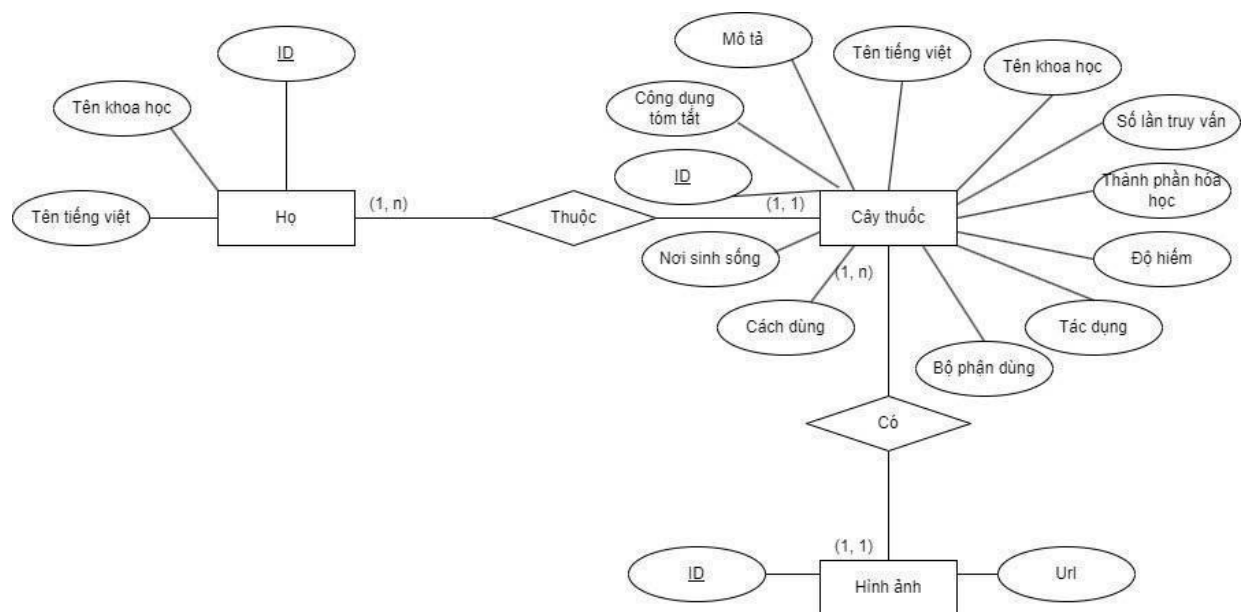 Mô tả
Tên tiếng việt
Tên khoa học
ID
Tên khoa học
Công dụng
tóm tắt
Số lần truy vấn
ID
Thành phần hóa
học
Tên tiếng việt
Họ
(1, n)
Thuộc
(1, 1)
Cây thuốc
Nơi sinh sống
(1, n)
Độ hiếm
Cách dùng
Tác dụng
Bộ phận dùng
Có
(1, 1)
ID
Hình ảnh
Url